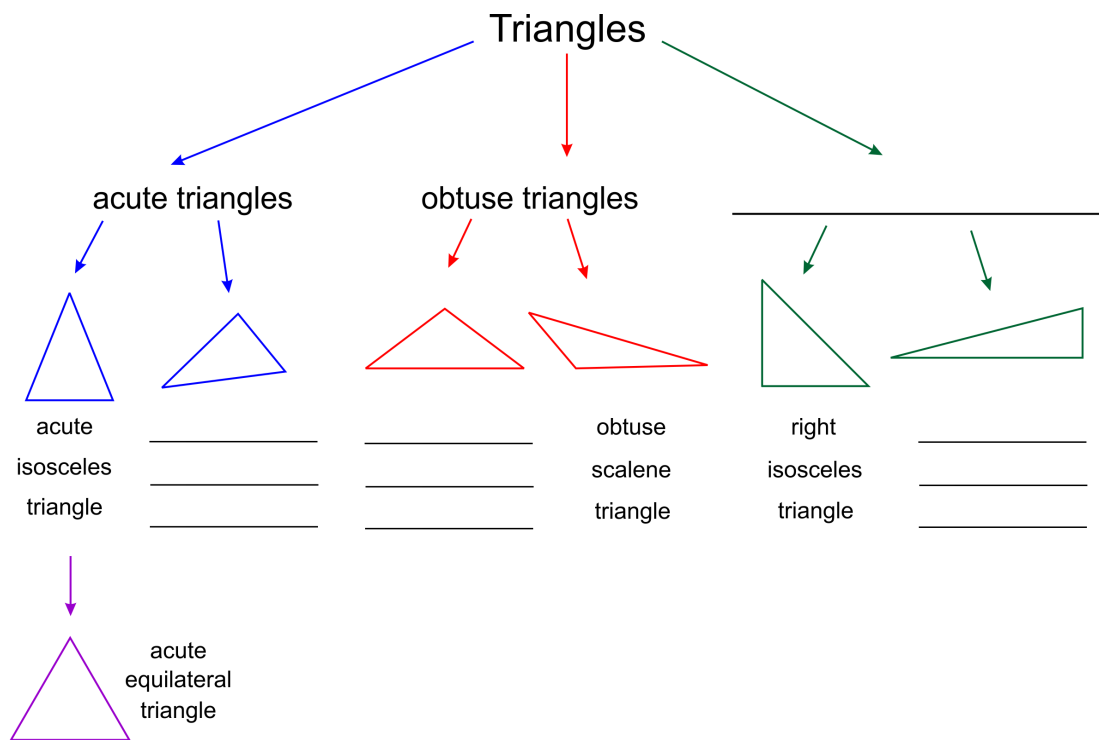 Triangles
acute triangles
obtuse triangles
acute
isosceles
triangle
obtuse
scalene
triangle
right
isosceles
triangle
acute
equilateral
triangle